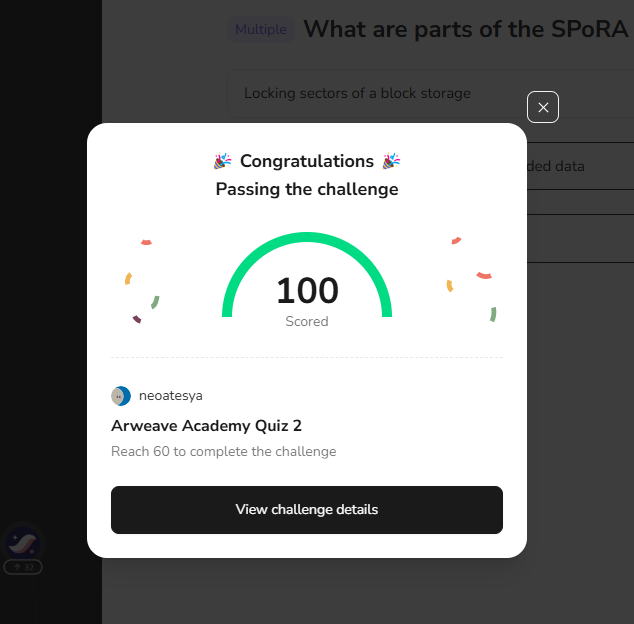 Multiple What are parts of the SPoRA
Locking sectors of a block storage
ded data
Congratulations
Passing the challenge
100
Scored
neoatesya
Arweave Academy Quiz 2
Reach 60 to complete the challenge
View challenge details
32